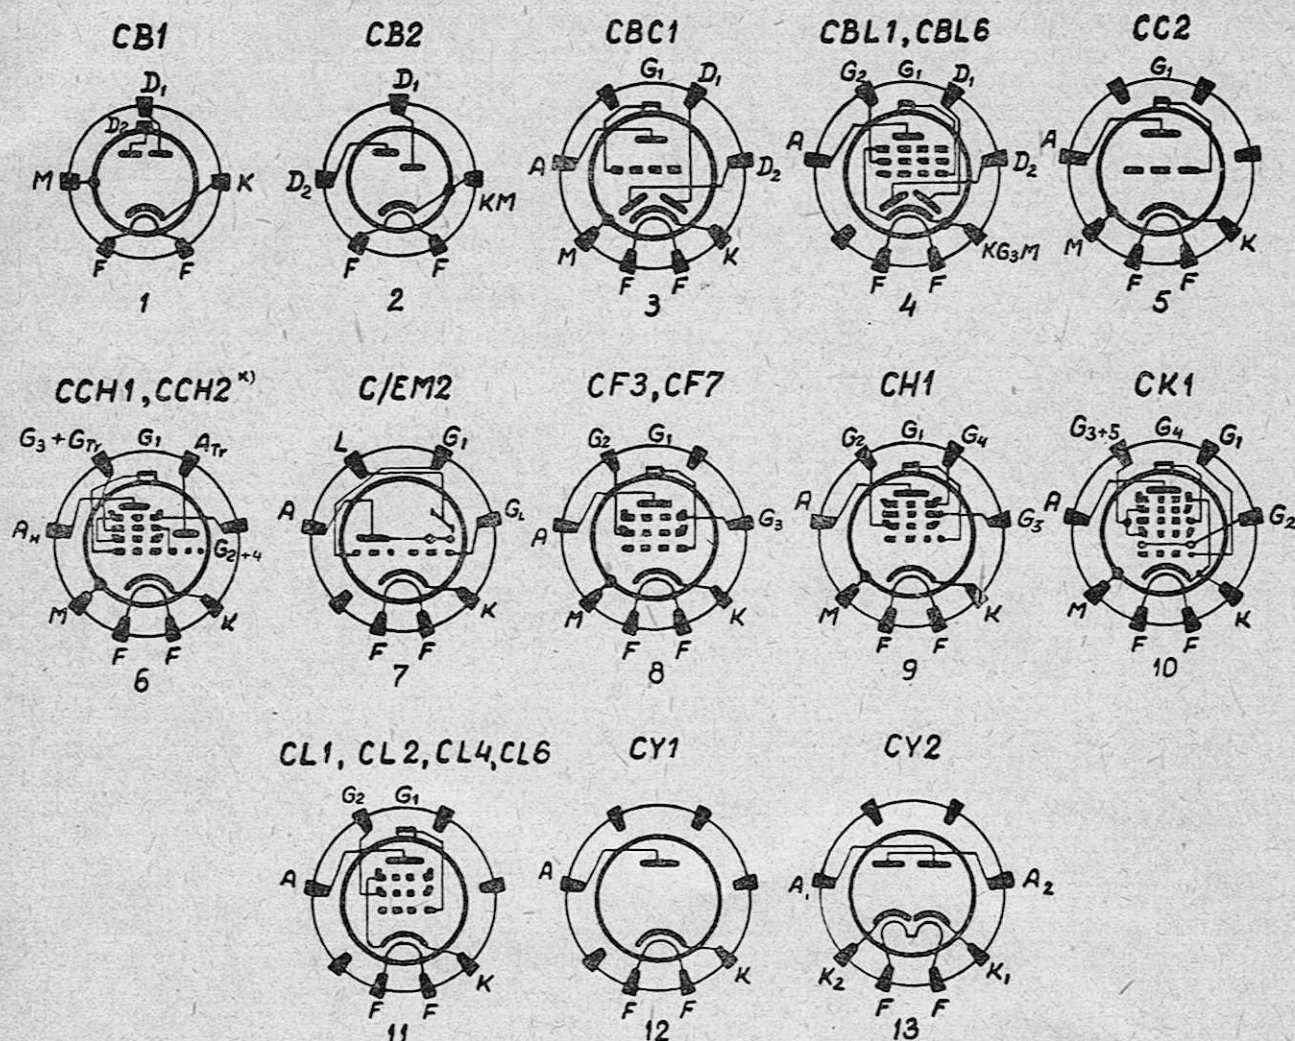 CB1 CB2 CBC1 CBL1, CBL6 CC2
D₁ D₂ M K F F 1
D₁ D₂ KM F F 2
G₁ D₁ A D₂ M K F F 3
G₂ G₁ D₁ A D₂ KG₃M F F 4
G₁ A M K F F 5
CCH1, CCH2 x) C/EM2 CF3, CF7 CH1 CK1
G₃ + GTr G₁ ATr AH G₂₊₄ M K F F 6
L G₁ A GL K F F 7
G₂ G₁ A G₃ M K F F 8
G₂ G₁ G₄ A G₃ M K F F 9
G₃₊₅ G₄ G₁ A G₂ M K F F 10
CL1, CL2, CL4, CL6 CY1 CY2
G₂ G₁ A K F F 11
A K F F 12
A₁ A₂ K₂ K₁ F F 13